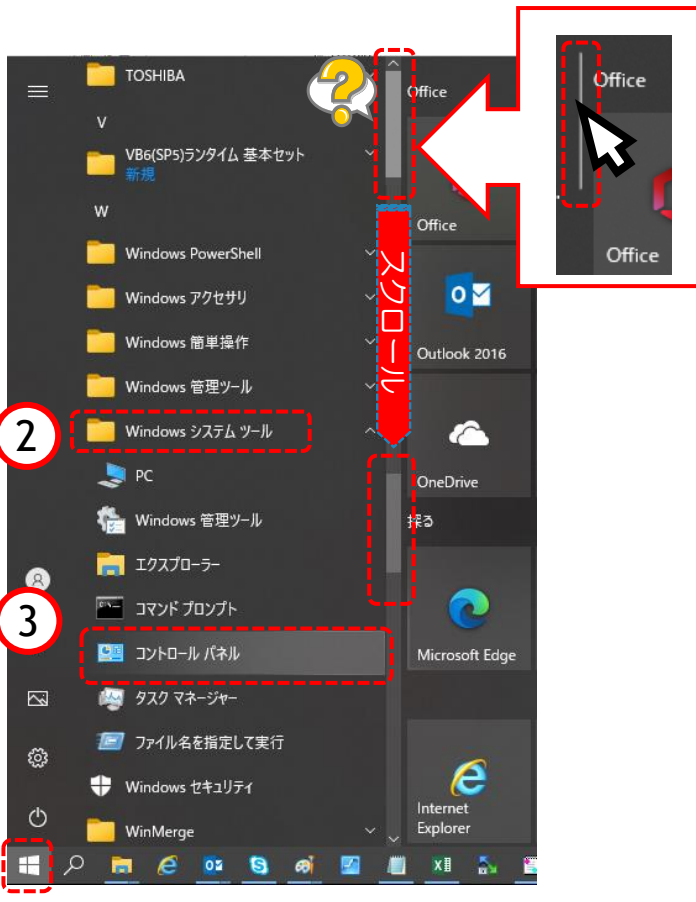 TOSHIBA
V
VB6(SP5)ランタイム 基本セット
新規
W
Windows PowerShell
Windows アクセサリ
Windows 簡単操作
Windows 管理ツール
2
Windows システム ツール
PC
Windows 管理ツール
エクスプローラー
コマンド プロンプト
3
コントロール パネル
タスク マネージャー
ファイル名を指定して実行
Windows セキュリティ
WinMerge
?
スクロール
Office
Office
Outlook 2016
OneDrive
探る
Microsoft Edge
Internet
Explorer
Office
Office